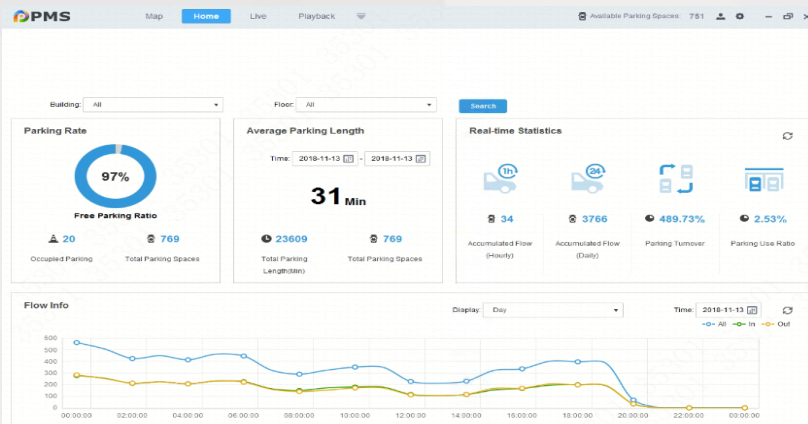 PMS Map Home Live Playback Available Parking Spaces: 751
Building: All Floor: All Search
Parking Rate
97%
Free Parking Ratio
20 769
Occupied Parking Total Parking Spaces
Average Parking Length
Time: 2018-11-13 - 2018-11-13
31 Min
23609 769
Total Parking Total Parking Spaces
Length(Min)
Real-time Statistics
1h 24
34 3766 489.73% 2.53%
Accumulated Flow Accumulated Flow Parking Turnover Parking Use Ratio
(Hourly) (Daily)
Flow Info
Display: Day Time: 2018-11-13
All In Out
600
500
400
300
200
100
0
00:00:00 02:00:00 04:00:00 06:00:00 08:00:00 10:00:00 12:00:00 14:00:00 16:00:00 18:00:00 20:00:00 22:00:00 00:00:00